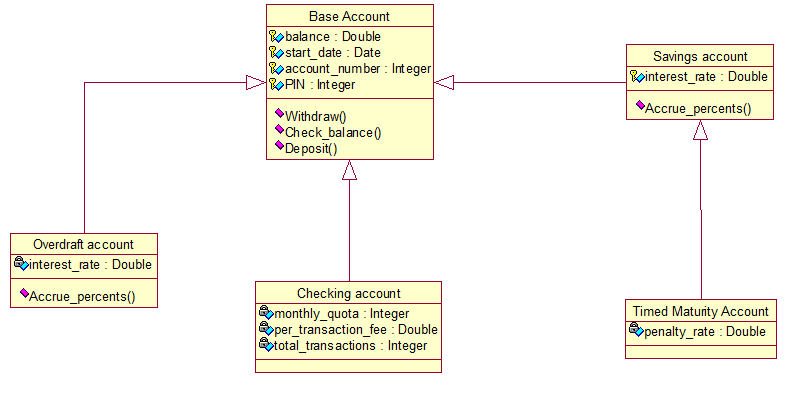 Base Account
balance : Double
start_date : Date
account_number : Integer
PIN : Integer
Withdraw()
Check_balance()
Deposit()
Savings account
interest_rate : Double
Accrue_percents()
Overdraft account
interest_rate : Double
Accrue_percents()
Checking account
monthly_quota : Integer
per_transaction_fee : Double
total_transactions : Integer
Timed Maturity Account
penalty_rate : Double